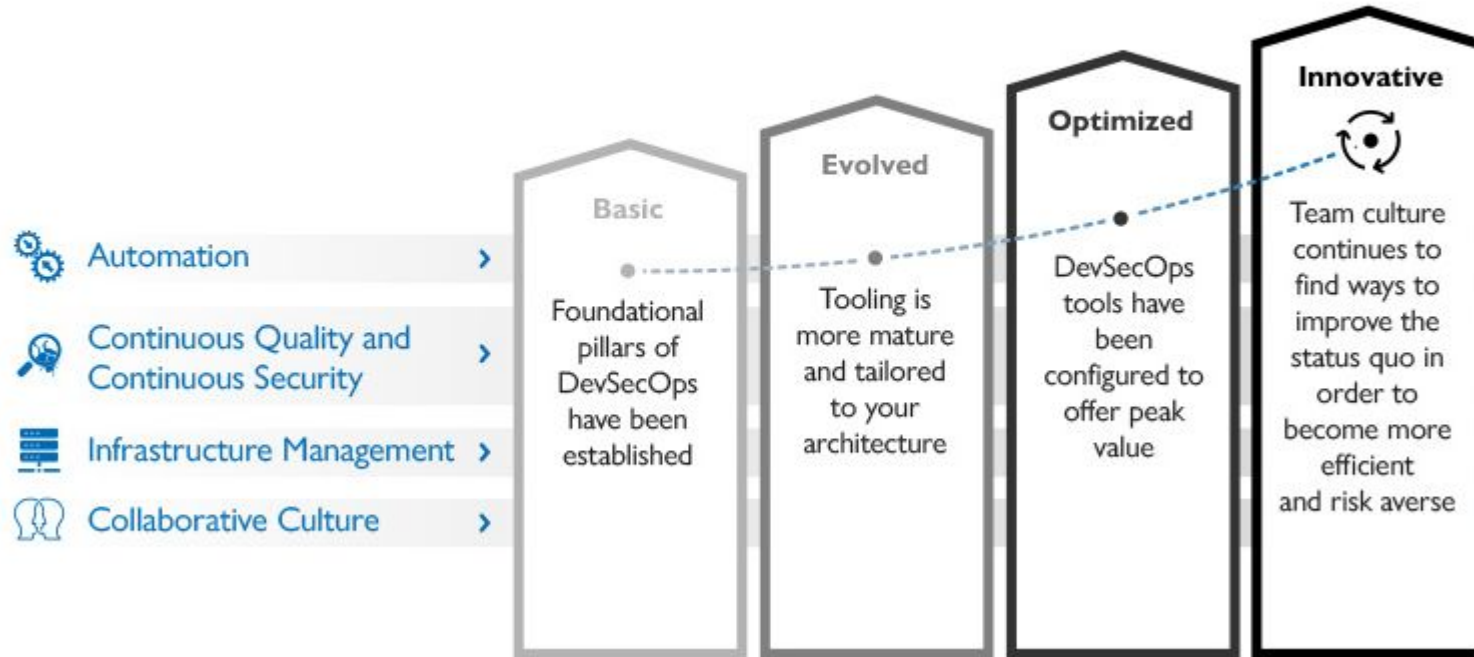 Automation
Continuous Quality and
Continuous Security
Infrastructure Management
Collaborative Culture
Basic
Foundational
pillars of
DevSecOps
have been
established
Evolved
Tooling is
more mature
and tailored
to your
architecture
Optimized
DevSecOps
tools have
been
configured to
offer peak
value
Innovative
Team culture
continues to
find ways to
improve the
status quo in
order to
become more
efficient
and risk averse